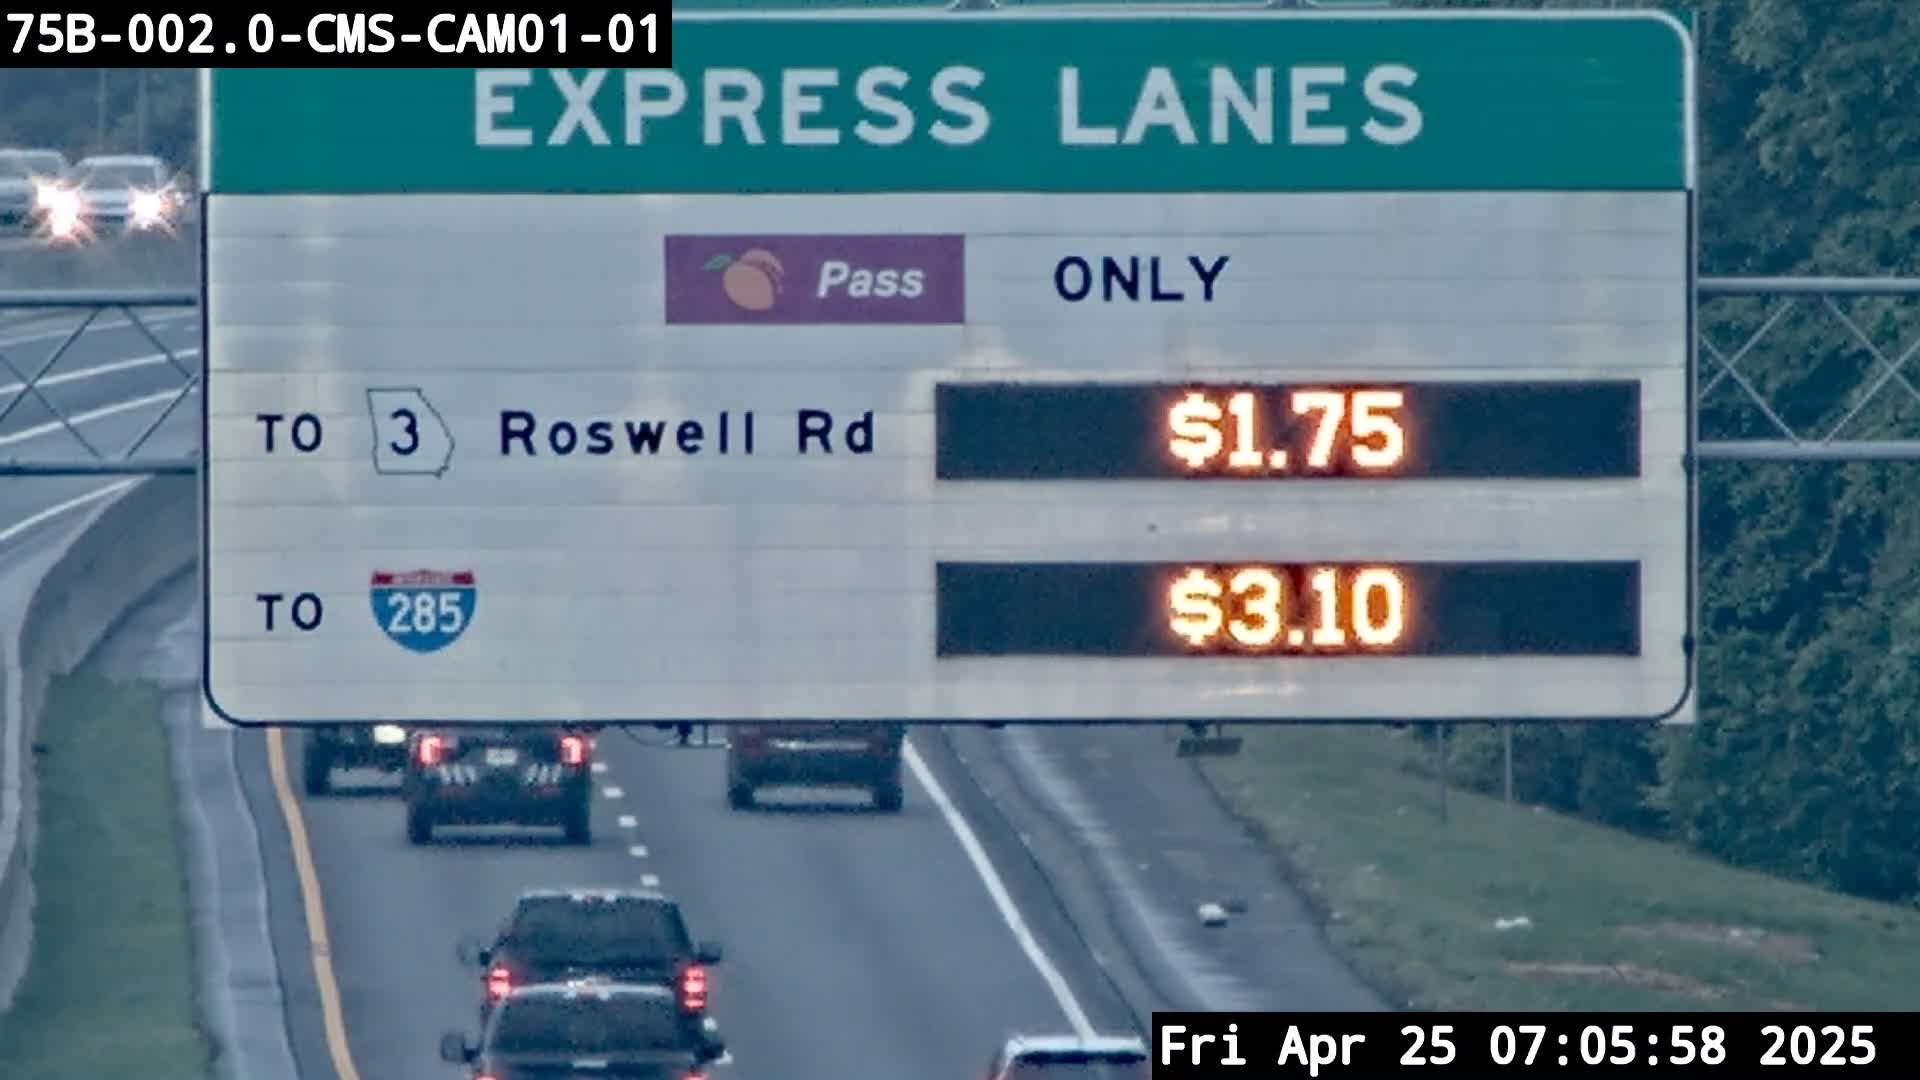 75B-002.0-CMS-CAM01-01
EXPRESS LANES
Pass ONLY
TO 3 Roswell Rd $1.75
TO 285 $3.10
Fri Apr 25 07:05:58 2025